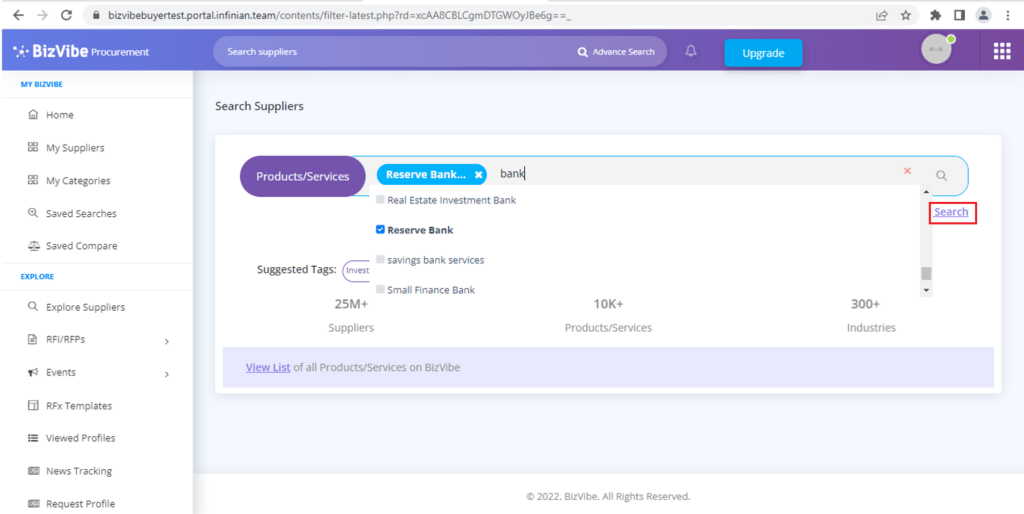 bizvibebuyertest.portal.infinian.team/contents/filter-latest.php?rd=xcAA8CBLCgmDTGWOyJBe6g==_
BizVibe Procurement
Search suppliers
Advance Search
Upgrade
MY BIZVIBE
Home
My Suppliers
My Categories
Saved Searches
Saved Compare
EXPLORE
Explore Suppliers
RFI/RFPs
Events
RFx Templates
Viewed Profiles
News Tracking
Request Profile
Search Suppliers
Products/Services
Reserve Bank... ×
bank
Real Estate Investment Bank
Reserve Bank
savings bank services
Small Finance Bank
Search
Suggested Tags: Invest
25M+ 10K+ 300+
Suppliers Products/Services Industries
View List of all Products/Services on BizVibe
© 2022. BizVibe. All Rights Reserved.